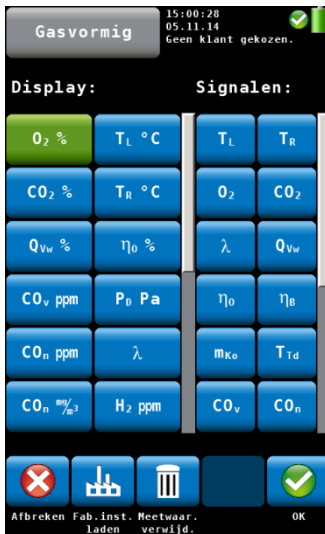 Gasvormig
15:00:28
05.11.14
Geen klant gekozen.
Display: Signalen:
O₂ % T_L °C T_L T_R
CO₂ % T_R °C O₂ CO₂
Q_Vw % η₀ % λ Q_Vw
CO_v ppm P_D Pa η₀ η_B
CO_n ppm λ m_Ko T_Td
CO_n mg/m³ H₂ ppm CO_v CO_n
Afbreken Fab.inst. Meetwaar. OK
laden verwijd.